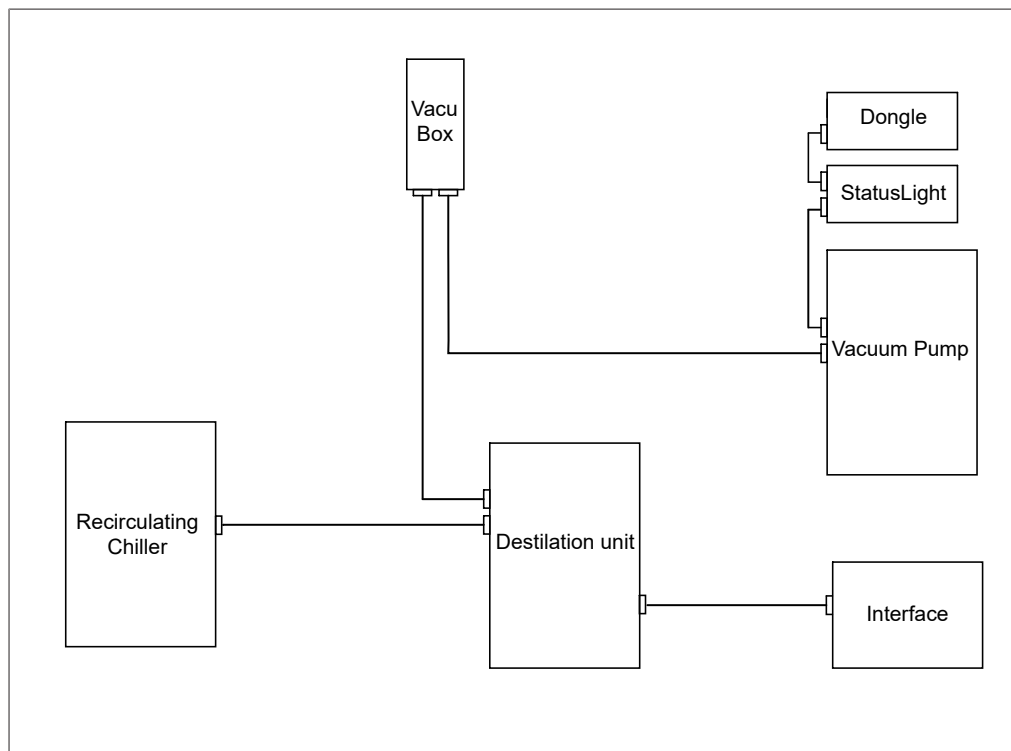 Vacu
Box
Dongle
StatusLight
Vacuum Pump
Recirculating
Chiller
Destilation unit
Interface